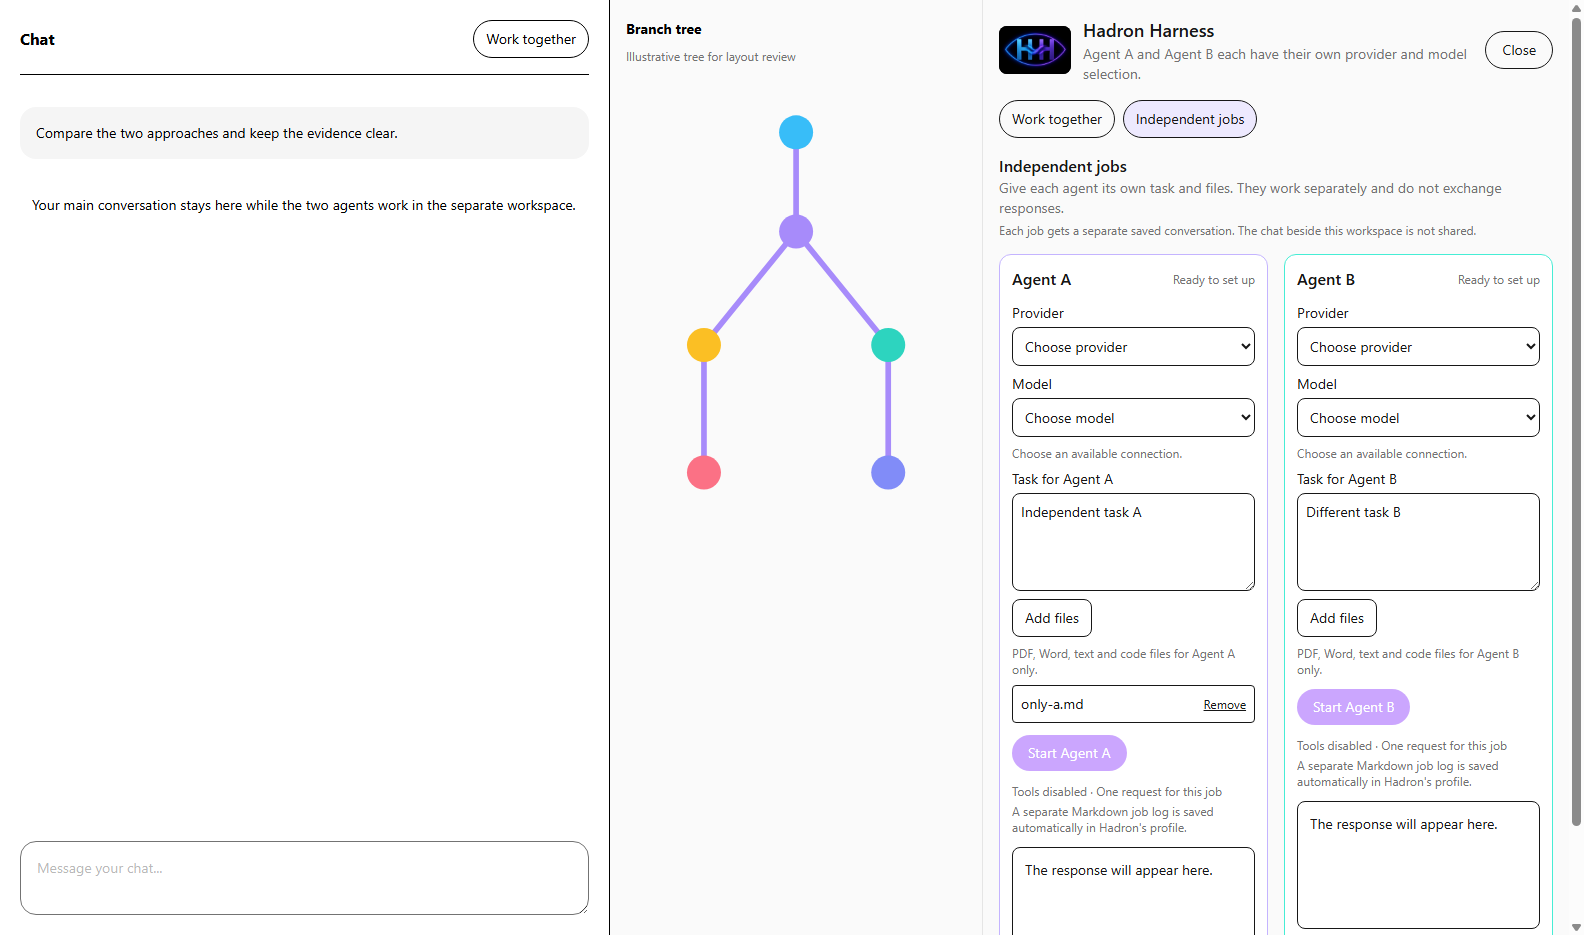 Chat
Work together
Compare the two approaches and keep the evidence clear.
Your main conversation stays here while the two agents work in the separate workspace.
Message your chat...
Branch tree
Illustrative tree for layout review
HH
Hadron Harness
Agent A and Agent B each have their own provider and model
selection.
Close
Work together
Independent jobs
Independent jobs
Give each agent its own task and files. They work separately and do not exchange
responses.
Each job gets a separate saved conversation. The chat beside this workspace is not shared.
Agent A
Ready to set up
Provider
Choose provider
Model
Choose model
Choose an available connection.
Task for Agent A
Independent task A
Add files
PDF, Word, text and code files for Agent A
only.
only-a.md
Remove
Start Agent A
Tools disabled · One request for this job
A separate Markdown job log is saved
automatically in Hadron's profile.
The response will appear here.
Agent B
Ready to set up
Provider
Choose provider
Model
Choose model
Choose an available connection.
Task for Agent B
Different task B
Add files
PDF, Word, text and code files for Agent B
only.
Start Agent B
Tools disabled · One request for this job
A separate Markdown job log is saved
automatically in Hadron's profile.
The response will appear here.